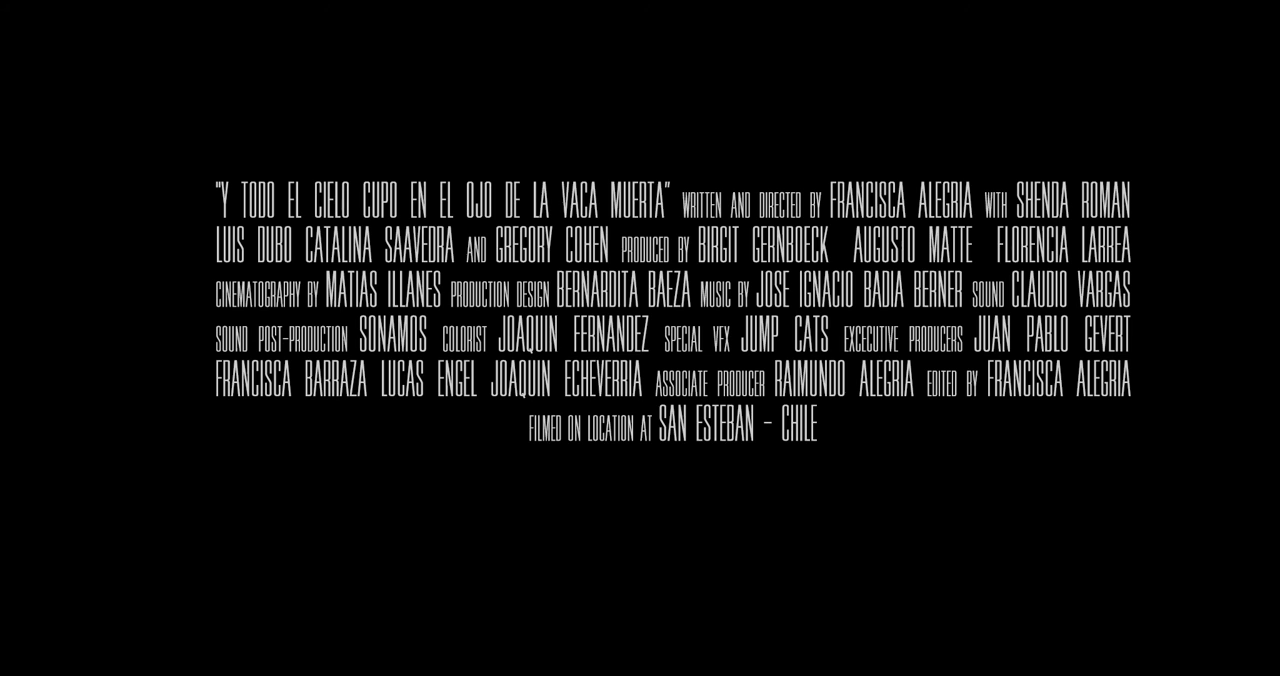 "Y TODO EL CIELO CUPO EN EL OJO DE LA VACA MUERTA" WRITTEN AND DIRECTED BY FRANCISCA ALEGRIA WITH SHENDA ROMAN
LUIS DUBO CATALINA SAAVEDRA AND GREGORY COHEN PRODUCED BY BIRGIT GERNBOECK AUGUSTO MATTE FLORENCIA LARREA
CINEMATOGRAPHY BY MATIAS ILLANES PRODUCTION DESIGN BERNARDITA BAEZA MUSIC BY JOSE IGNACIO BADIA BERNER SOUND CLAUDIO VARGAS
SOUND POST-PRODUCTION SONAMOS COLORIST JOAQUIN FERNANDEZ SPECIAL VFX JUMP CATS EXCECUTIVE PRODUCERS JUAN PABLO GEVERT
FRANCISCA BARRAZA LUCAS ENGEL JOAQUIN ECHEVERRIA ASSOCIATE PRODUCER RAIMUNDO ALEGRIA EDITED BY FRANCISCA ALEGRIA
FILMED ON LOCATION AT SAN ESTEBAN - CHILE